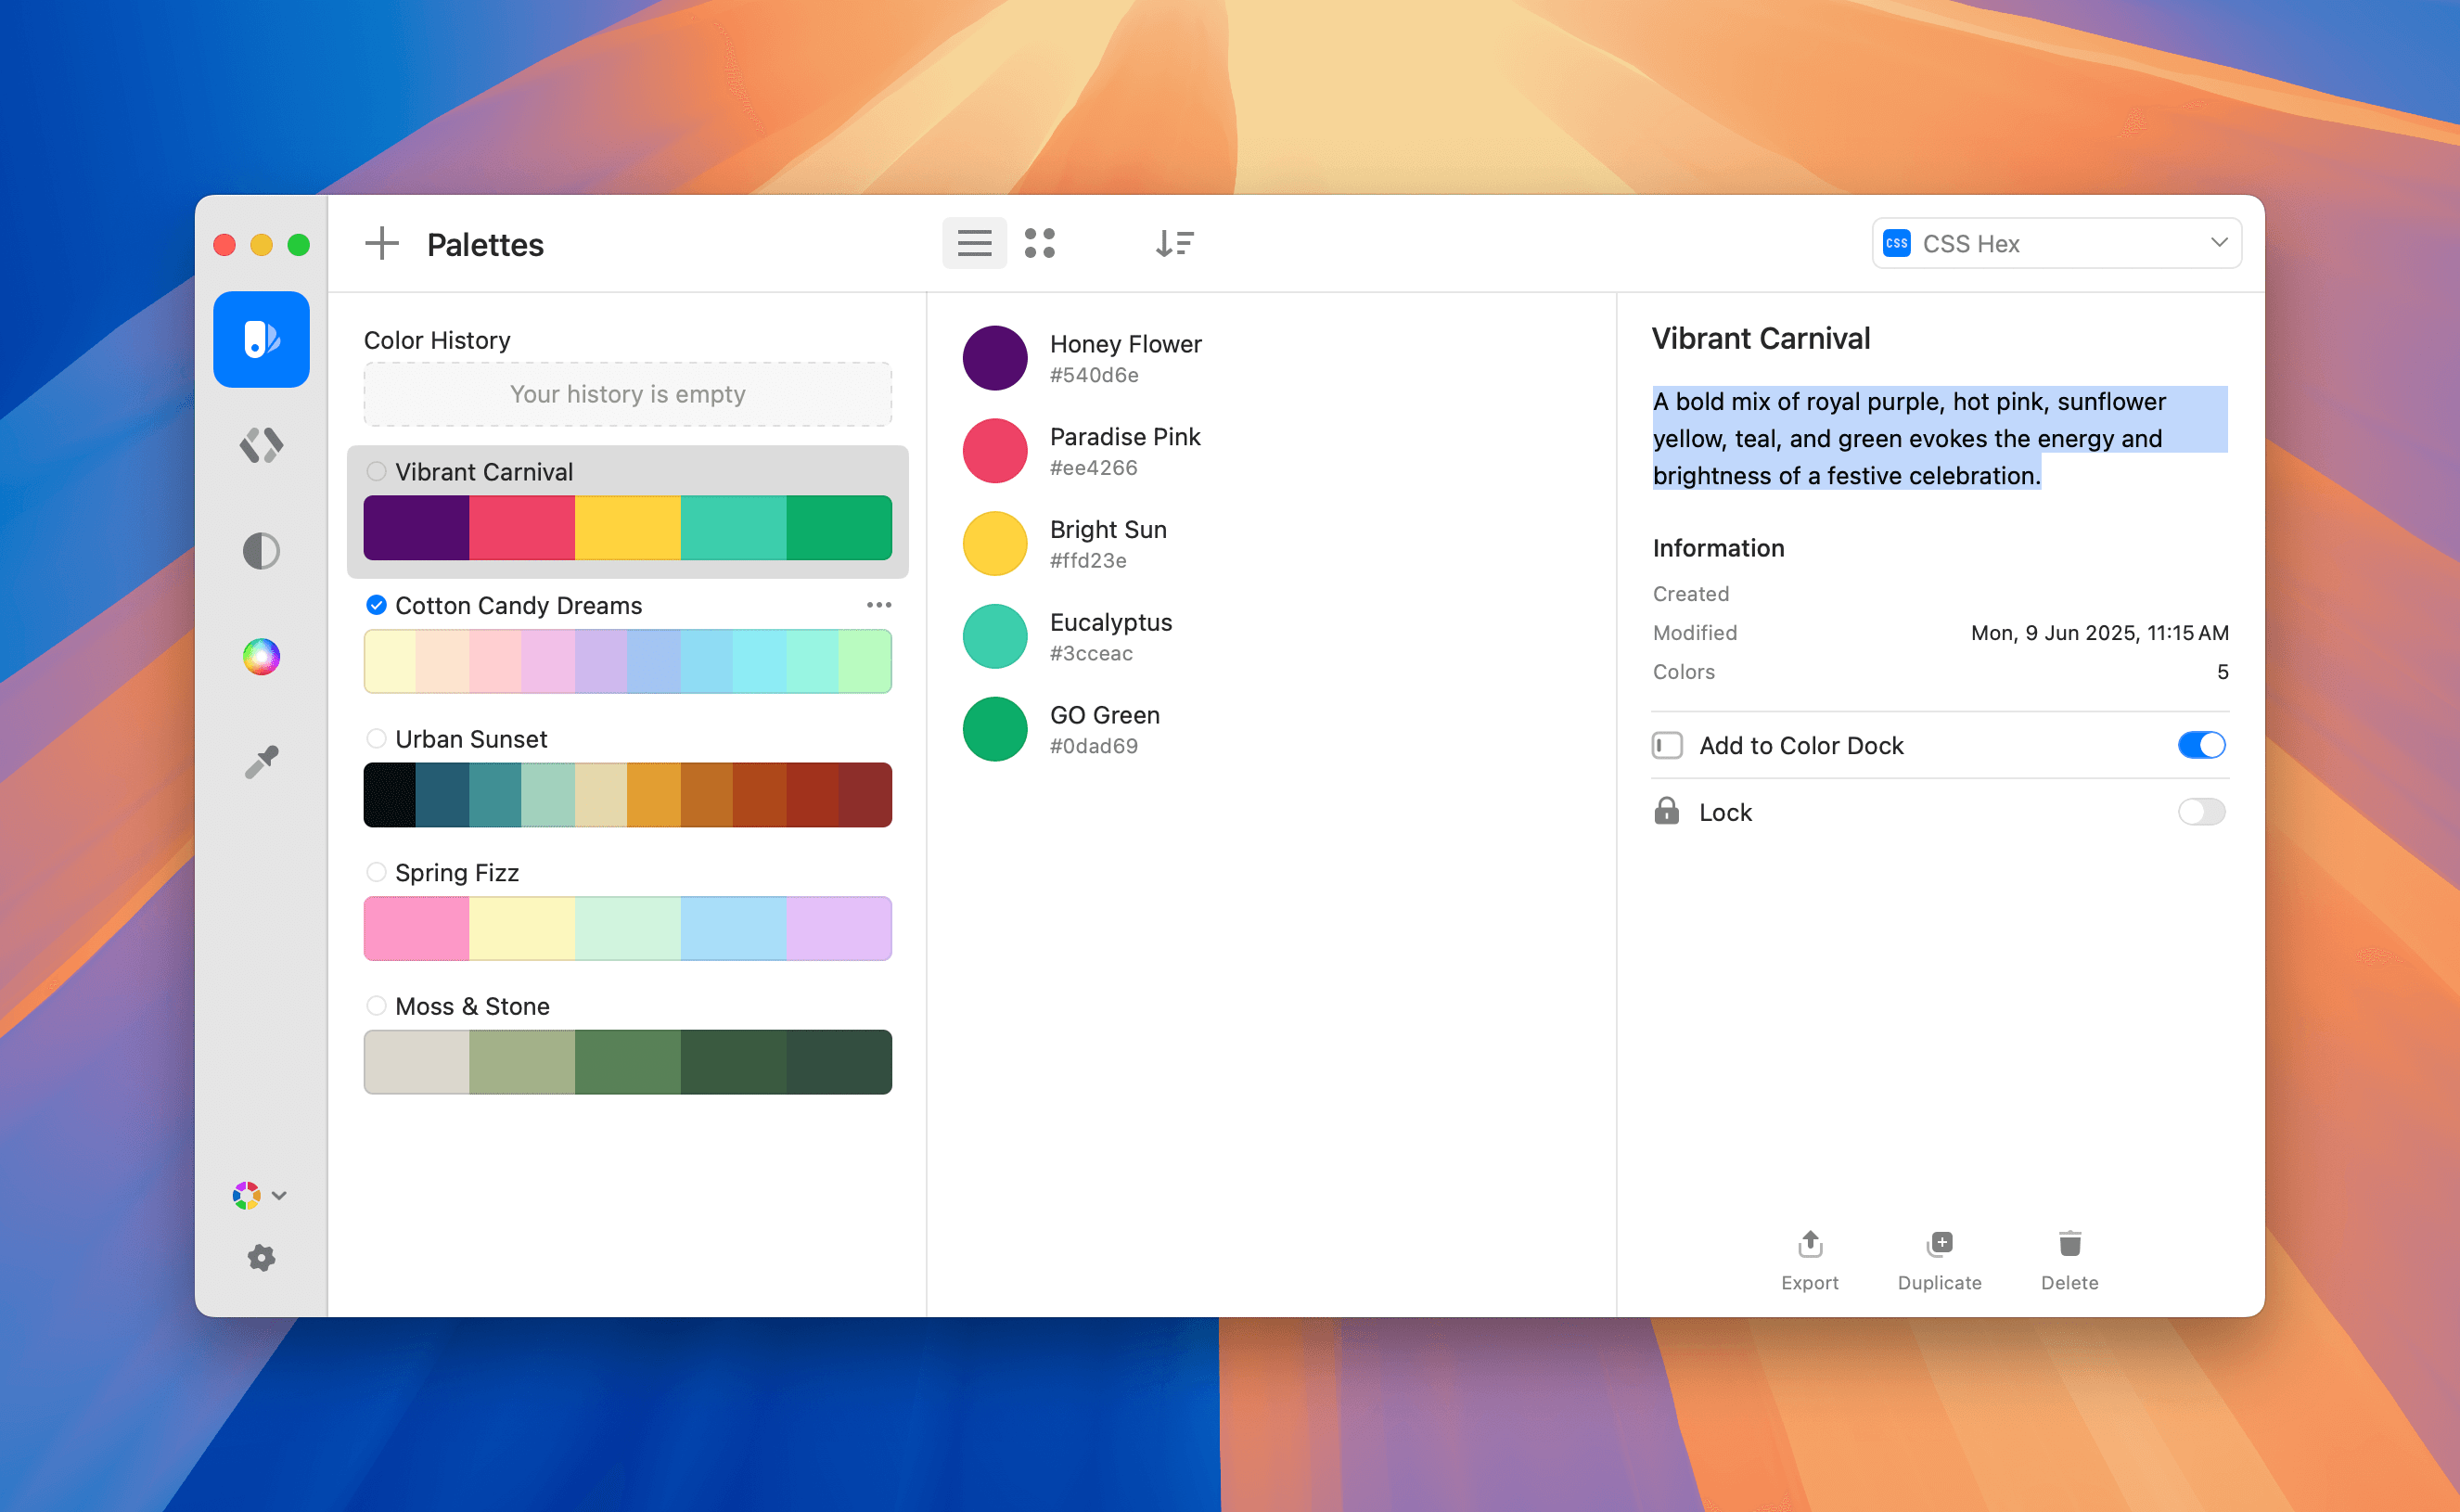 Palettes
CSS
CSS Hex
Color History
Your history is empty
Vibrant Carnival
Cotton Candy Dreams
Urban Sunset
Spring Fizz
Moss & Stone
Honey Flower
#540d6e
Paradise Pink
#ee4266
Bright Sun
#ffd23e
Eucalyptus
#3cceac
GO Green
#0dad69
Vibrant Carnival
A bold mix of royal purple, hot pink, sunflower
yellow, teal, and green evokes the energy and
brightness of a festive celebration.
Information
Created
Modified Mon, 9 Jun 2025, 11:15 AM
Colors 5
Add to Color Dock
Lock
Export Duplicate Delete